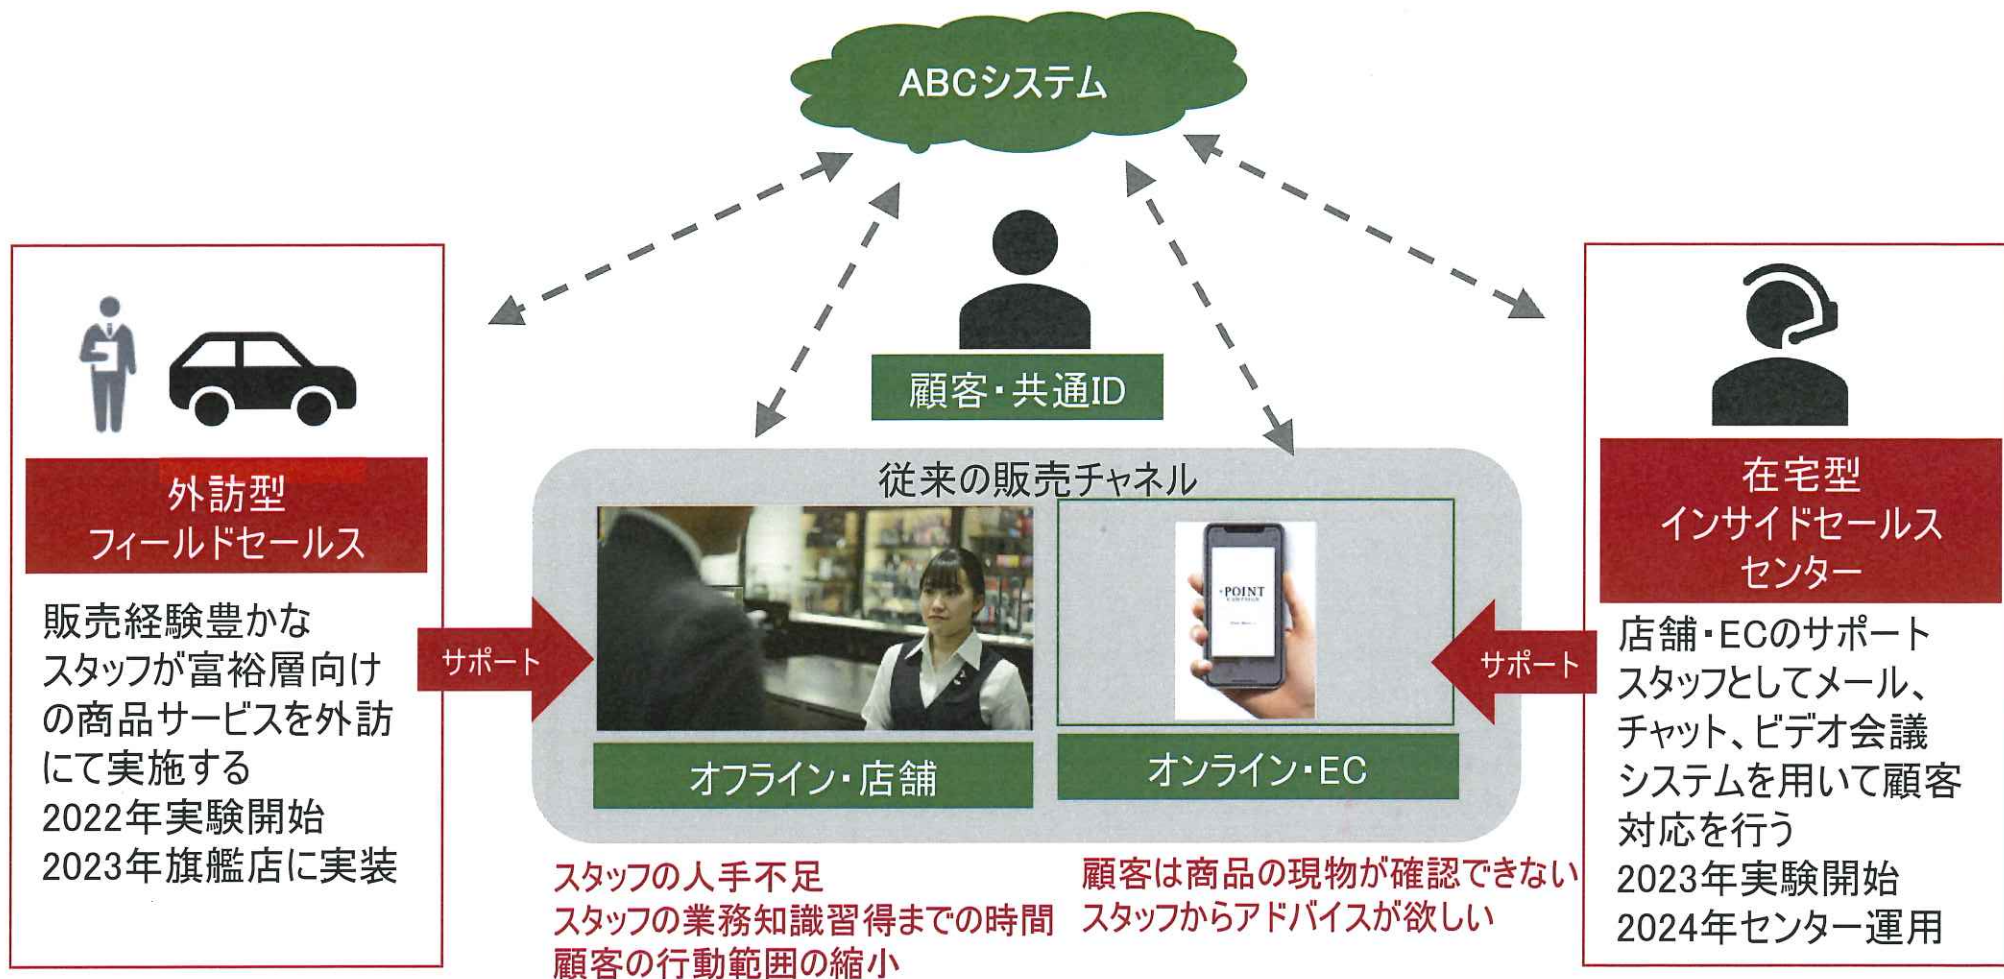 ABCシステム
顧客・共通ID
外訪型
フィールドセールス
販売経験豊かな
スタッフが富裕層向け
の商品サービスを外訪
にて実施する
2022年実験開始
2023年旗艦店に実装
サポート
従来の販売チャネル
POINT
オフライン・店舗
オンライン・EC
スタッフの人手不足
スタッフの業務知識習得までの時間
顧客の行動範囲の縮小
顧客は商品の現物が確認できない
スタッフからアドバイスが欲しい
サポート
在宅型
インサイドセールス
センター
店舗・ECのサポート
スタッフとしてメール、
チャット、ビデオ会議
システムを用いて顧客
対応を行う
2023年実験開始
2024年センター運用